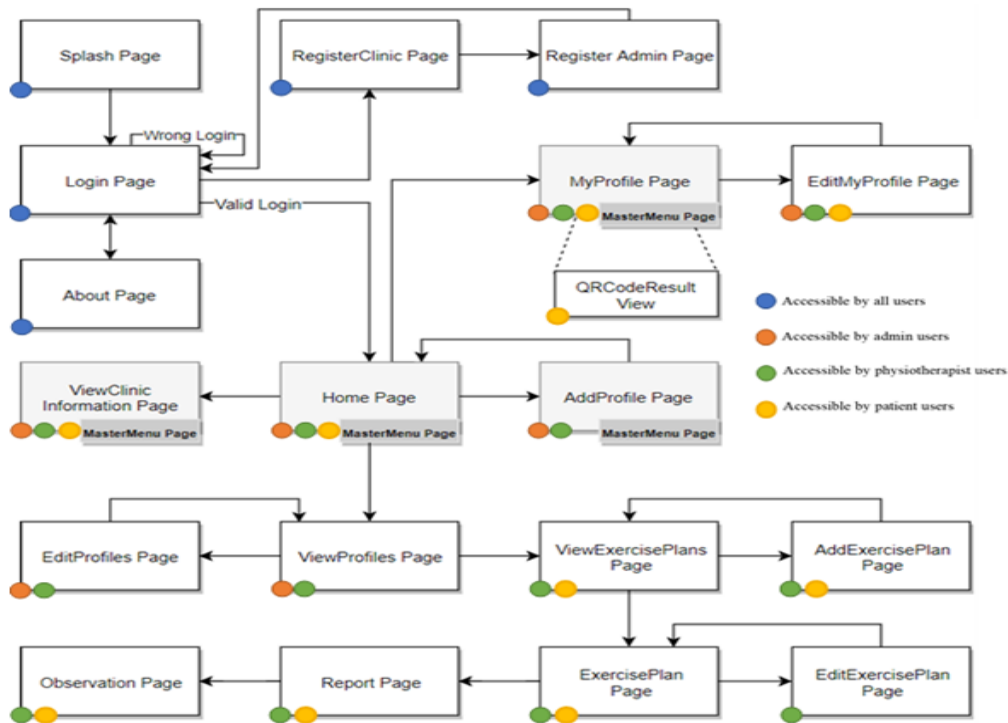 Splash Page
RegisterClinic Page
Register Admin Page
Wrong Login
Login Page
MyProfile Page
EditMyProfile Page
Valid Login
MasterMenu Page
About Page
QRCodeResult
View
Accessible by all users
Accessible by admin users
Accessible by physiotherapist users
Accessible by patient users
ViewClinic
Information Page
MasterMenu Page
Home Page
MasterMenu Page
AddProfile Page
MasterMenu Page
EditProfiles Page
ViewProfiles Page
ViewExercisePlans
Page
AddExercisePlan
Page
Observation Page
Report Page
ExercisePlan
Page
EditExercisePlan
Page